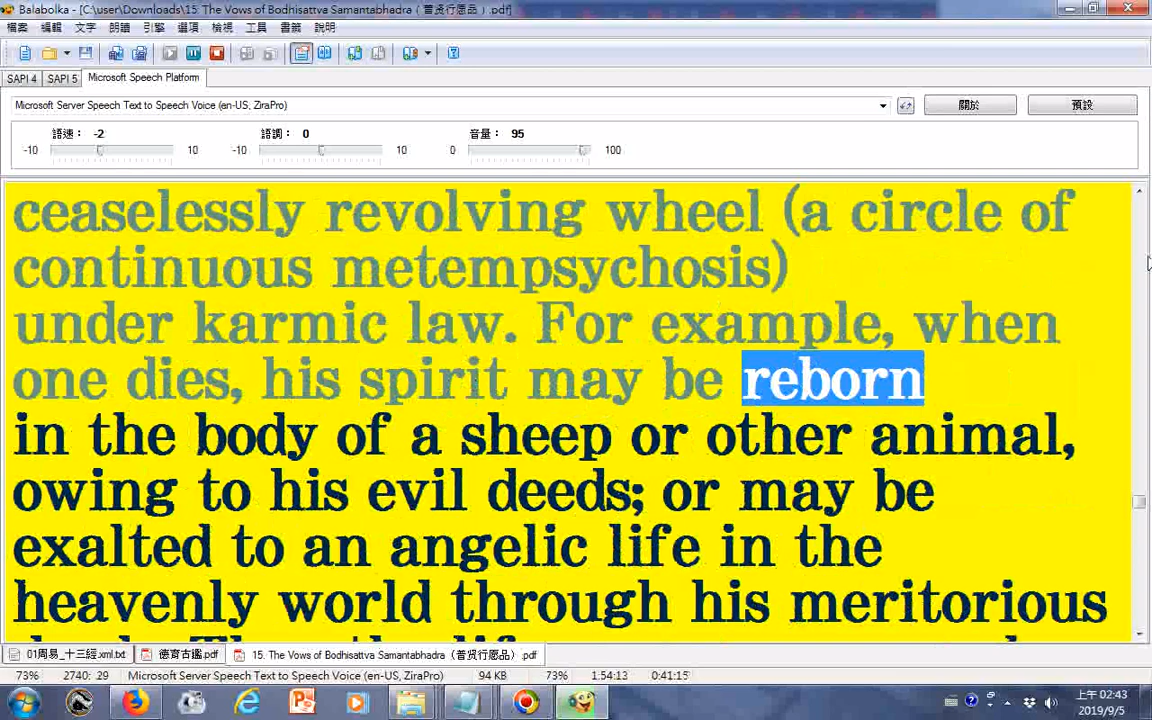 Balabolka - [C:\user\Downloads\15. The Vows of Bodhisattva Samantabhadra (普贤行愿品).pdf]
檔案 編輯 文字 朗讀 引擎 選項 檢視 工具 書籤 說明
SAPI 4 SAPI 5 Microsoft Speech Platform
Microsoft Server Speech Text to Speech Voice (en-US, ZiraPro) 關於 預設
語速： -2 語調： 0 音量： 95
-10 10 -10 10 0 100
ceaselessly revolving wheel (a circle of
continuous metempsychosis)
under karmic law. For example, when
one dies, his spirit may be reborn
in the body of a sheep or other animal,
owing to his evil deeds; or may be
exalted to an angelic life in the
heavenly world through his meritorious
01周易_十三經.xml.txt 德育古鑑.pdf 15. The Vows of Bodhisattva Samantabhadra (普贤行愿品).pdf
73% 2740: 29 Microsoft Server Speech Text to Speech Voice (en-US, ZiraPro) 94 KB 73% 1:54:13 0:41:15
上午 02:43
2019/9/5